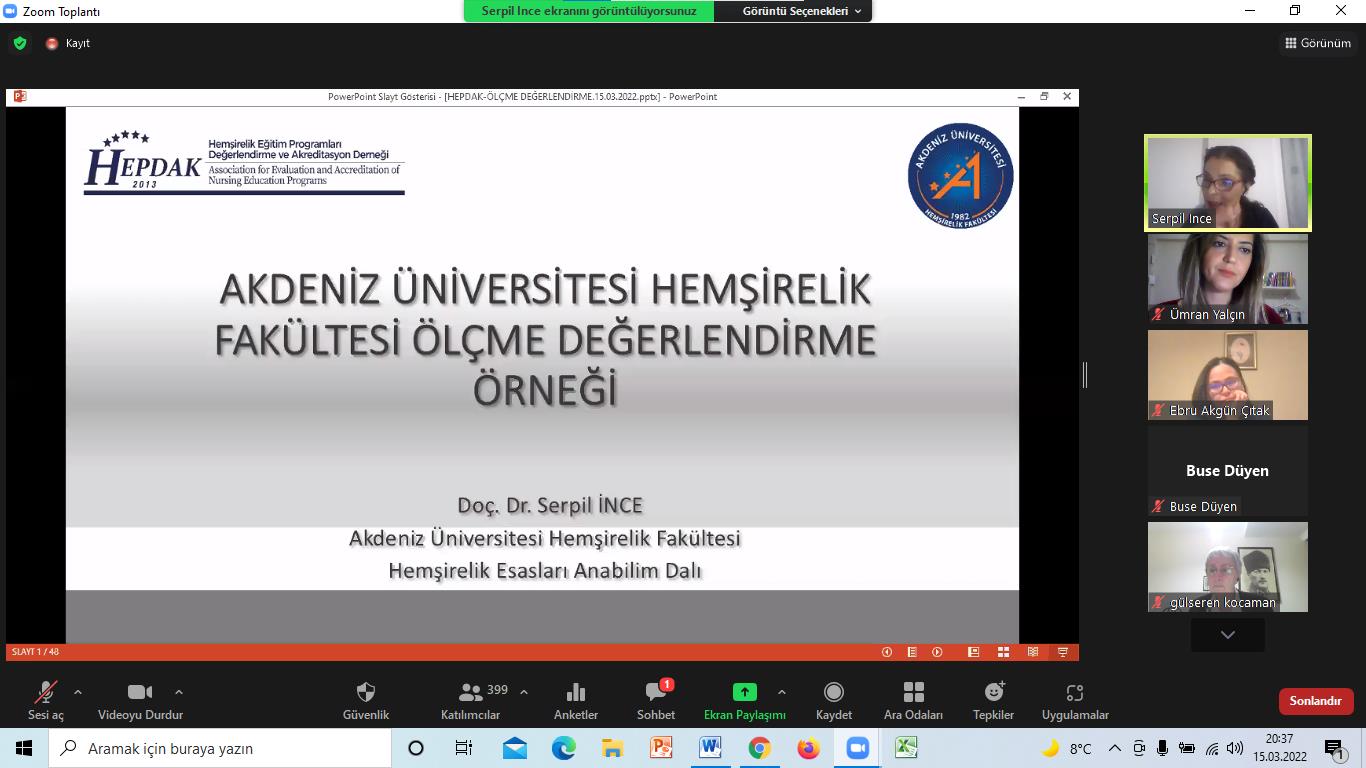 Zoom Toplantı
Serpil Ince ekranını görüntülüyorsunuz
Görüntü Seçenekleri
Kayıt
Görünüm
PowerPoint Slayt Gösterisi - [HEPDAK-ÖLÇME DEĞERLENDİRME.15.03.2022.pptx] - PowerPoint
HEPDAK
2013
Hemşirelik Eğitim Programları
Değerlendirme ve Akreditasyon Derneği
Association for Evaluation and Accreditation of
Nursing Education Programs
AKDENİZ ÜNİVERSİTESİ
1982
HEMŞİRELİK FAKÜLTESİ
AKDENİZ ÜNİVERSİTESİ HEMŞİRELİK
FAKÜLTESİ ÖLÇME DEĞERLENDİRME
ÖRNEĞİ
Doç. Dr. Serpil İNCE
Akdeniz Üniversitesi Hemşirelik Fakültesi
Hemşirelik Esasları Anabilim Dalı
SLAYT 1 / 48
Serpil Ince
Ümran Yalçın
Ebru Akgün Çıtak
Buse Düyen
Buse Düyen
gülseren kocaman
Sesi aç
Videoyu Durdur
Güvenlik
399
Katılımcılar
Anketler
1
Sohbet
Ekran Paylaşımı
Kaydet
Ara Odaları
Tepkiler
Uygulamalar
Sonlandır
Aramak için buraya yazın
8°C
20:37
15.03.2022
1